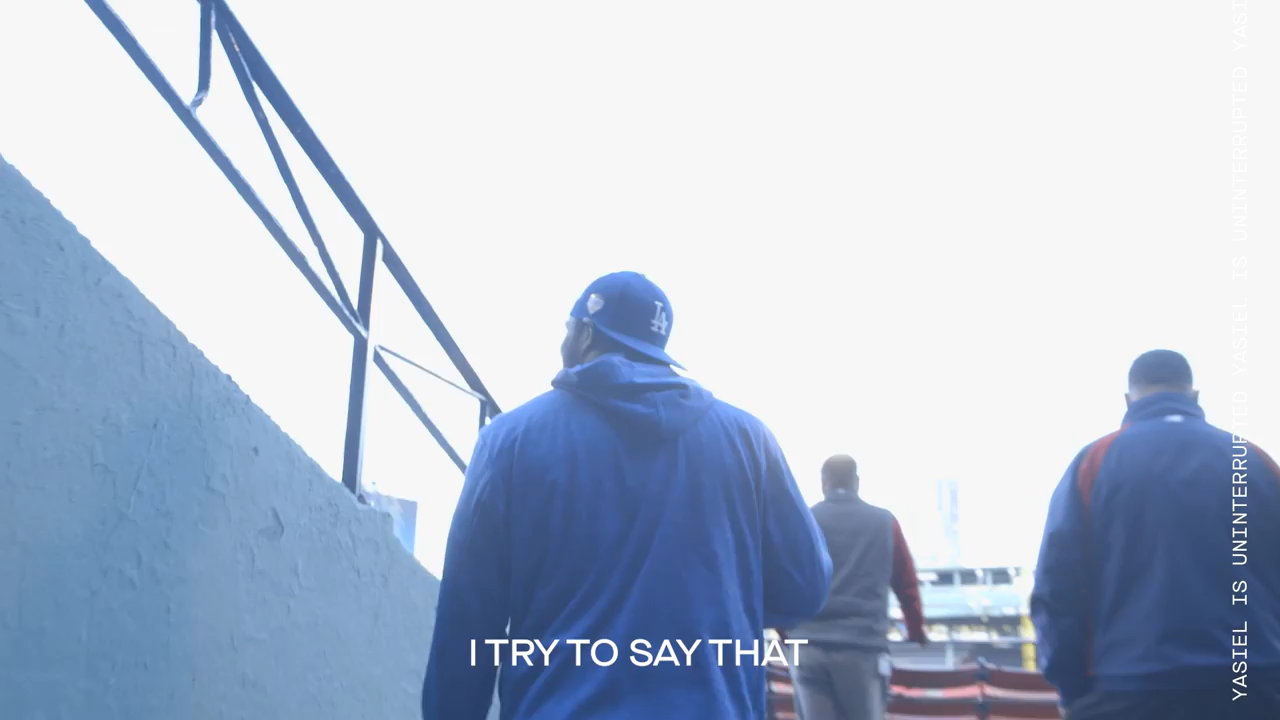 LA
I TRY TO SAY THAT
YASIEL IS UNINTERRUPTED YASIEL IS UNINTERRUPTED YASI